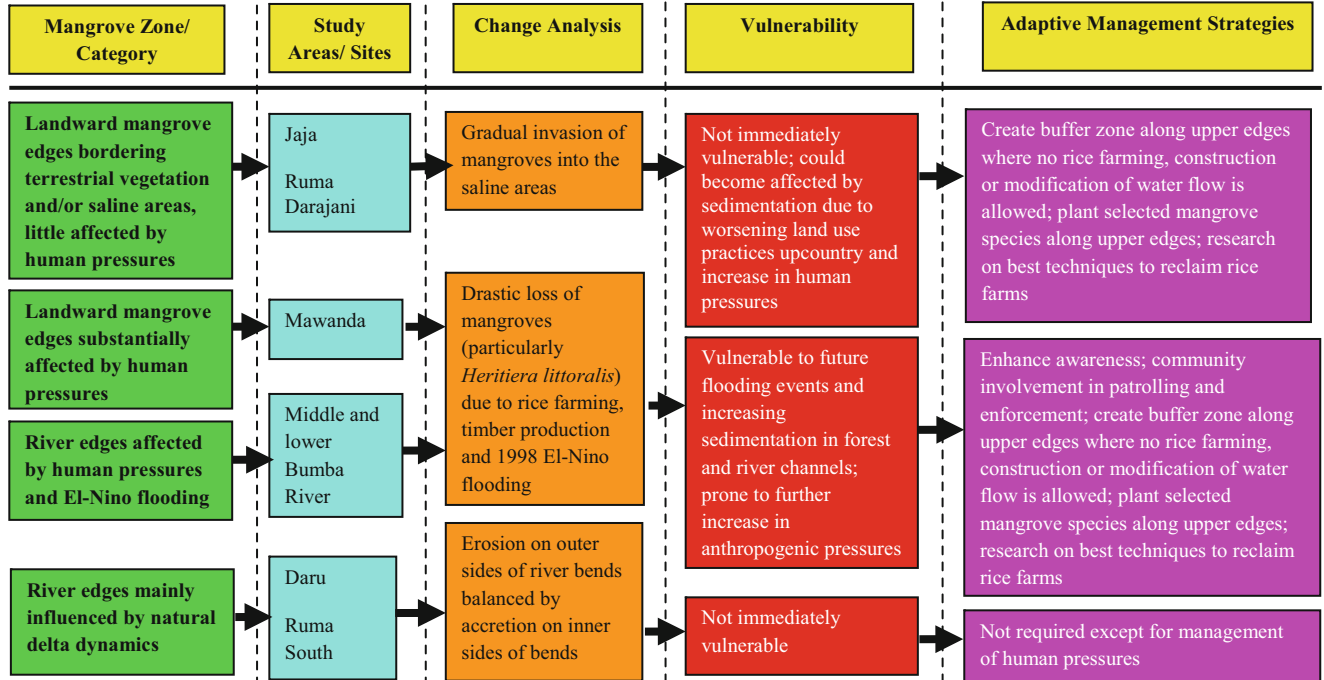 Mangrove Zone/
Category
Study
Areas/ Sites
Change Analysis
Vulnerability
Adaptive Management Strategies
Landward mangrove
edges bordering
terrestrial vegetation
and/or saline areas,
little affected by
human pressures
Jaja
Ruma
Darajani
Gradual invasion of
mangroves into the
saline areas
Not immediately
vulnerable; could
become affected by
sedimentation due to
worsening land use
practices upcountry and
increase in human
pressures
Create buffer zone along upper edges
where no rice farming, construction
or modification of water flow is
allowed; plant selected mangrove
species along upper edges; research
on best techniques to reclaim rice
farms
Landward mangrove
edges substantially
affected by human
pressures
Mawanda
River edges affected
by human pressures
and El-Nino flooding
Middle and
lower
Bumba
River
Drastic loss of
mangroves
(particularly
Heritiera littoralis)
due to rice farming,
timber production
and 1998 El-Nino
flooding
Vulnerable to future
flooding events and
increasing
sedimentation in forest
and river channels;
prone to further
increase in
anthropogenic pressures
Enhance awareness; community
involvement in patrolling and
enforcement; create buffer zone along
upper edges where no rice farming,
construction or modification of water
flow is allowed; plant selected
mangrove species along upper edges;
research on best techniques to reclaim
rice farms
River edges mainly
influenced by natural
delta dynamics
Daru
Ruma
South
Erosion on outer
sides of river bends
balanced by
accretion on inner
sides of bends
Not immediately
vulnerable
Not required except for management
of human pressures